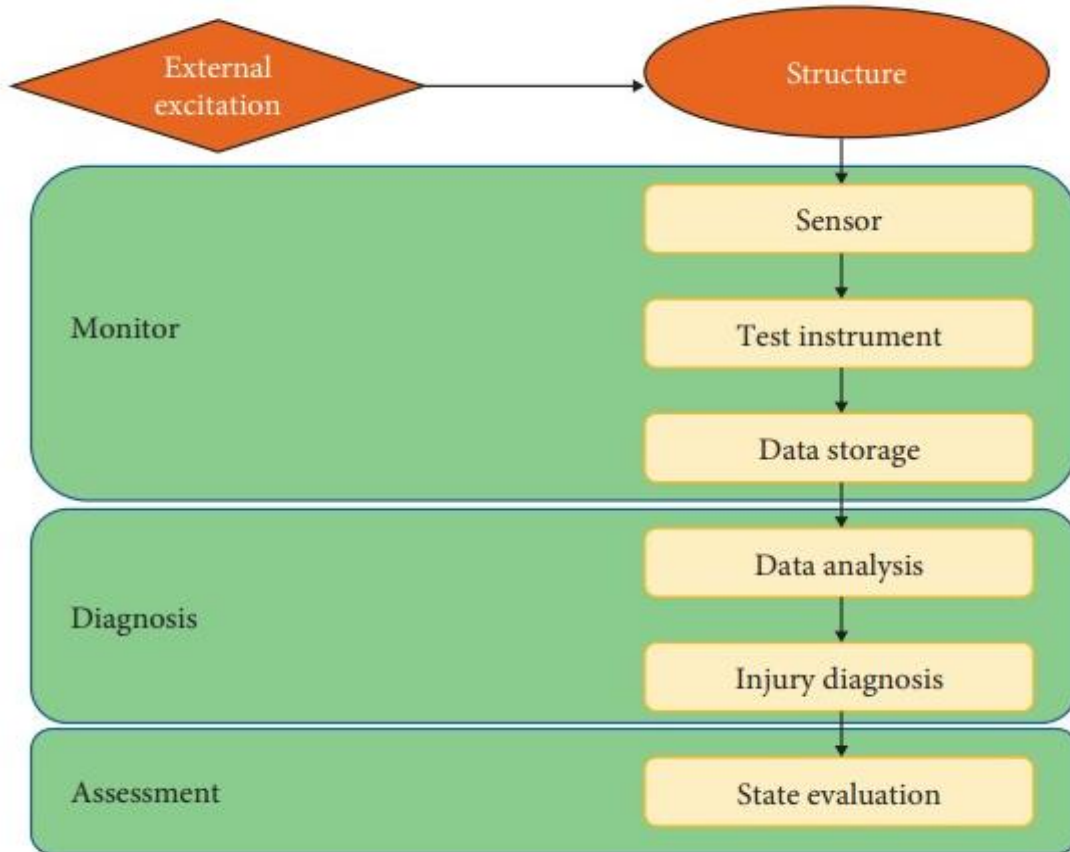 External
excitation
Structure
Sensor
Monitor
Test instrument
Data storage
Data analysis
Diagnosis
Injury diagnosis
Assessment
State evaluation